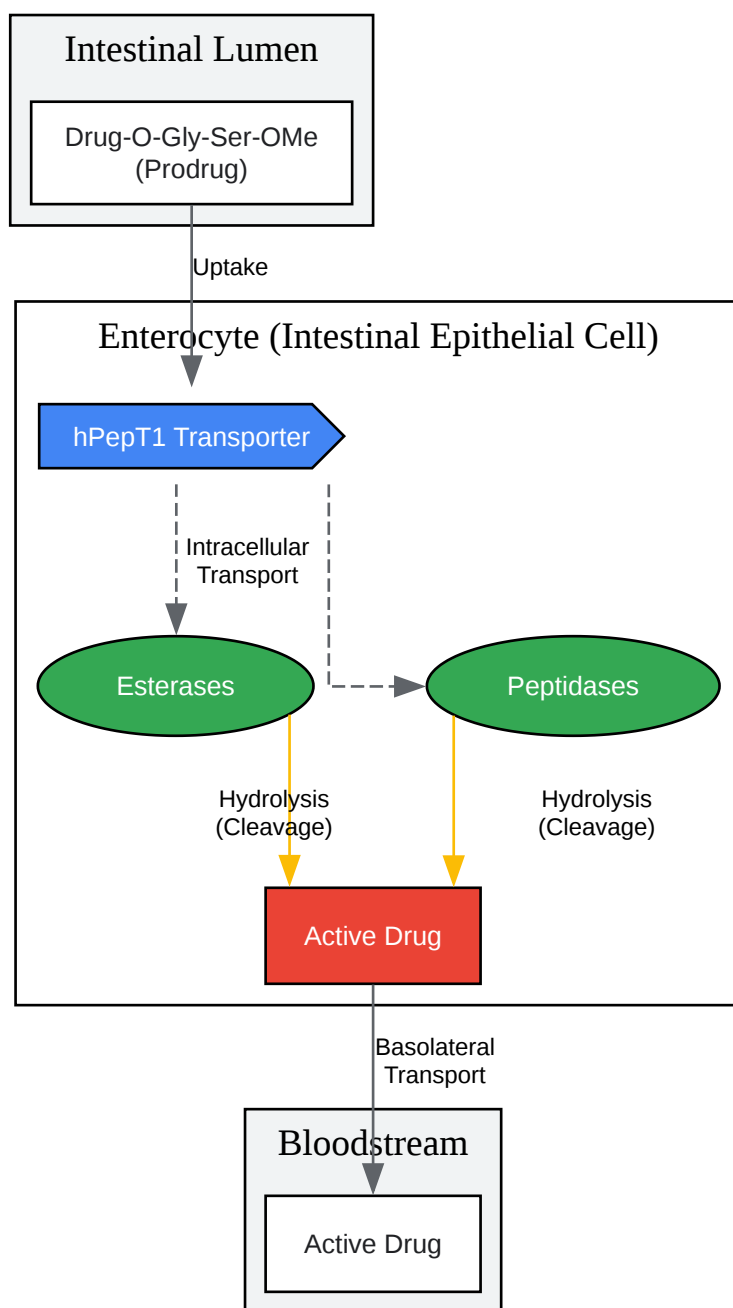 Intestinal Lumen
Drug-O-Gly-Ser-OMe
(Prodrug)
Uptake
Enterocyte (Intestinal Epithelial Cell)
hPepT1 Transporter
Intracellular
Transport
Esterases
Peptidases
Hydrolysis
(Cleavage)
Hydrolysis
(Cleavage)
Active Drug
Basolateral
Transport
Bloodstream
Active Drug